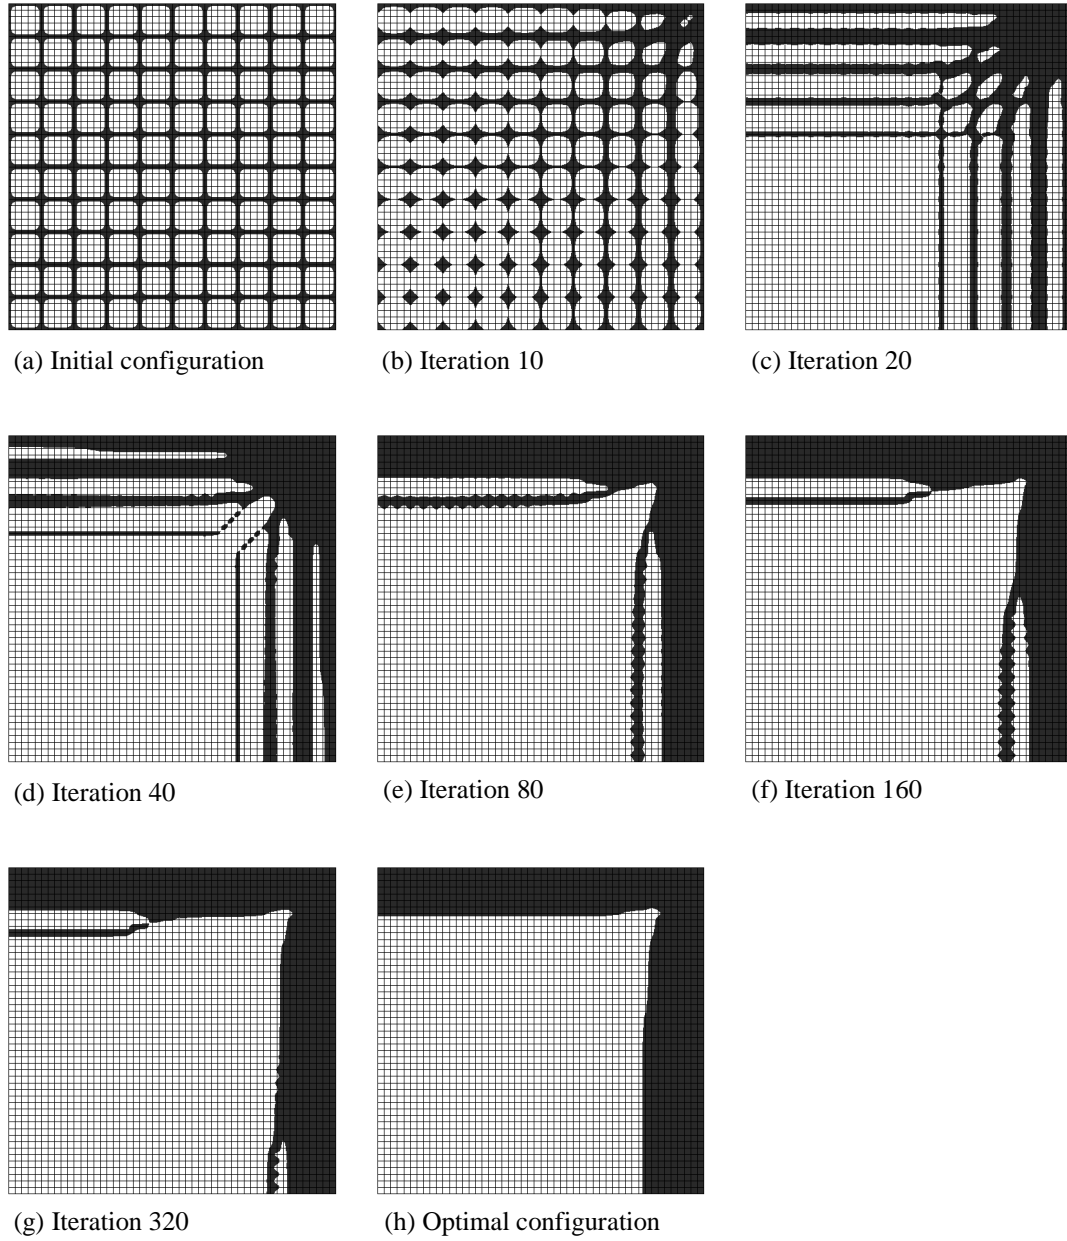 (a) Initial configuration
(b) Iteration 10
(c) Iteration 20
(d) Iteration 40
(e) Iteration 80
(f) Iteration 160
(g) Iteration 320
(h) Optimal configuration